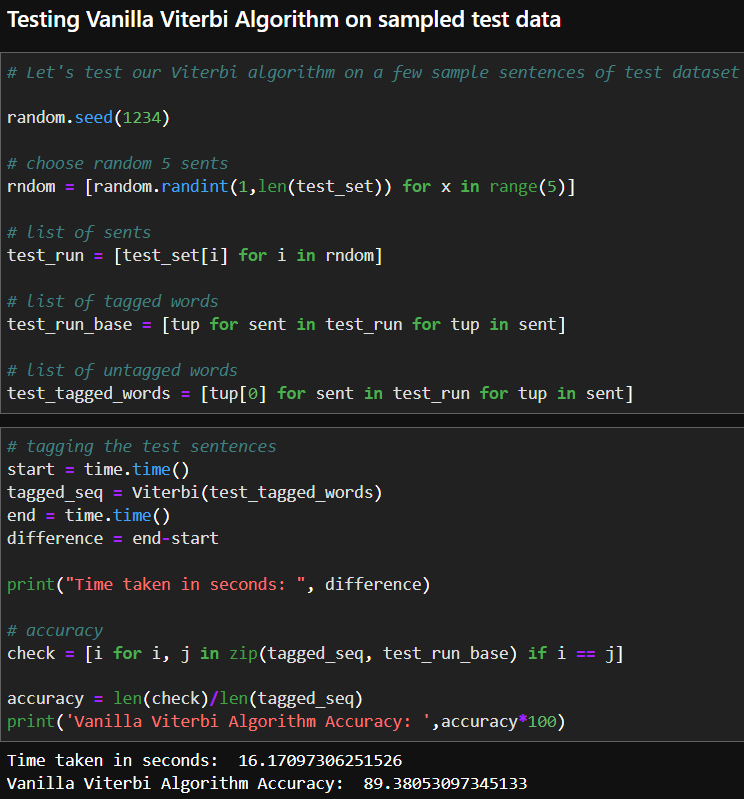 Testing Vanilla Viterbi Algorithm on sampled test data
# Let's test our Viterbi algorithm on a few sample sentences of test dataset
random.seed(1234)
# choose random 5 sents
rndom = [random.randint(1,len(test_set)) for x in range(5)]
# list of sents
test_run = [test_set[i] for i in rndom]
# list of tagged words
test_run_base = [tup for sent in test_run for tup in sent]
# list of untagged words
test_tagged_words = [tup[0] for sent in test_run for tup in sent]
# tagging the test sentences
start = time.time()
tagged_seq = Viterbi(test_tagged_words)
end = time.time()
difference = end-start
print("Time taken in seconds: ", difference)
# accuracy
check = [i for i, j in zip(tagged_seq, test_run_base) if i == j]
accuracy = len(check)/len(tagged_seq)
print('Vanilla Viterbi Algorithm Accuracy: ',accuracy*100)
Time taken in seconds:  16.17097306251526
Vanilla Viterbi Algorithm Accuracy:  89.38053097345133